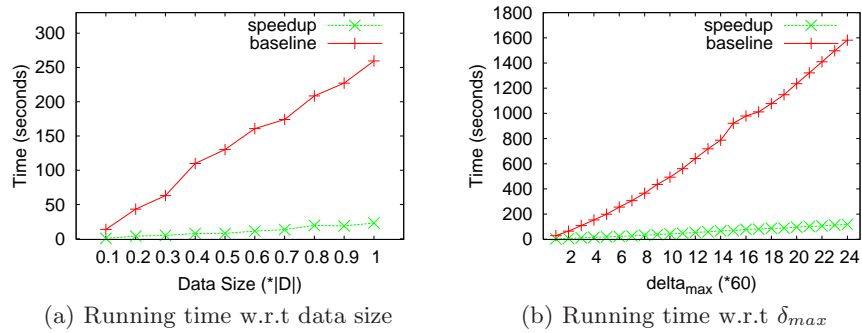 speedup
baseline
300
250
200
150
100
50
0
Time (seconds)
0.1 0.2 0.3 0.4 0.5 0.6 0.7 0.8 0.9 1
Data Size (*|D|)
(a) Running time w.r.t data size
speedup
baseline
1800
1600
1400
1200
1000
800
600
400
200
0
Time (seconds)
2 4 6 8 10 12 14 16 18 20 22 24
delta_max (*60)
(b) Running time w.r.t δ_max